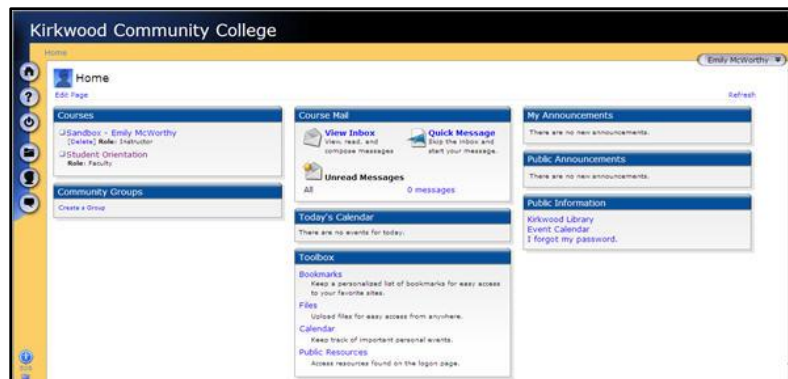 Kirkwood Community College
Home
Emily McWorthy
Home
Edit Page
Refresh
Courses
Sandbox - Emily McWorthy
[Delete] Role: Instructor
Student Orientation
Role: Faculty
Community Groups
Create a Group
Course Mail
View Inbox
View, read, and
compose messages
Quick Message
Skip the inbox and
start your message.
Unread Messages
All 0 messages
Today's Calendar
There are no events for today.
Toolbox
Bookmarks
Keep a personalized list of bookmarks for easy access
to your favorite sites.
Files
Upload files for easy access from anywhere.
Calendar
Keep track of important personal events.
Public Resources
Access resources found on the logon page.
My Announcements
There are no new announcements.
Public Announcements
There are no new announcements.
Public Information
Kirkwood Library
Event Calendar
I forgot my password.